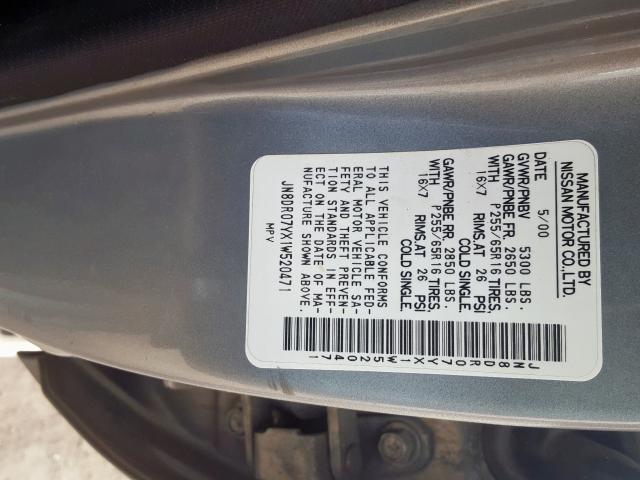 MANUFACTURED BY
NISSAN MOTOR CO.,LTD.
DATE 5/00
GVWR/PNBV 5300 LBS.
GAWR/PNBE FR 2650 LBS.
WITH P255/65R16 TIRES,
16X7 RIMS,AT 26 PSI
COLD SINGLE.
GAWR/PNBE RR 2850 LBS.
WITH P255/65R16 TIRES,
16X7 RIMS,AT 26 PSI
COLD SINGLE.
THIS VEHICLE CONFORMS
TO ALL APPLICABLE FED-
ERAL MOTOR VEHICLE SA-
FETY AND THEFT PREVEN-
TION STANDARDS IN EFF-
ECT ON THE DATE OF MA-
NUFACTURE SHOWN ABOVE.
JN8DR07YX1W520471
MPV
JN8DR07YX1W520471